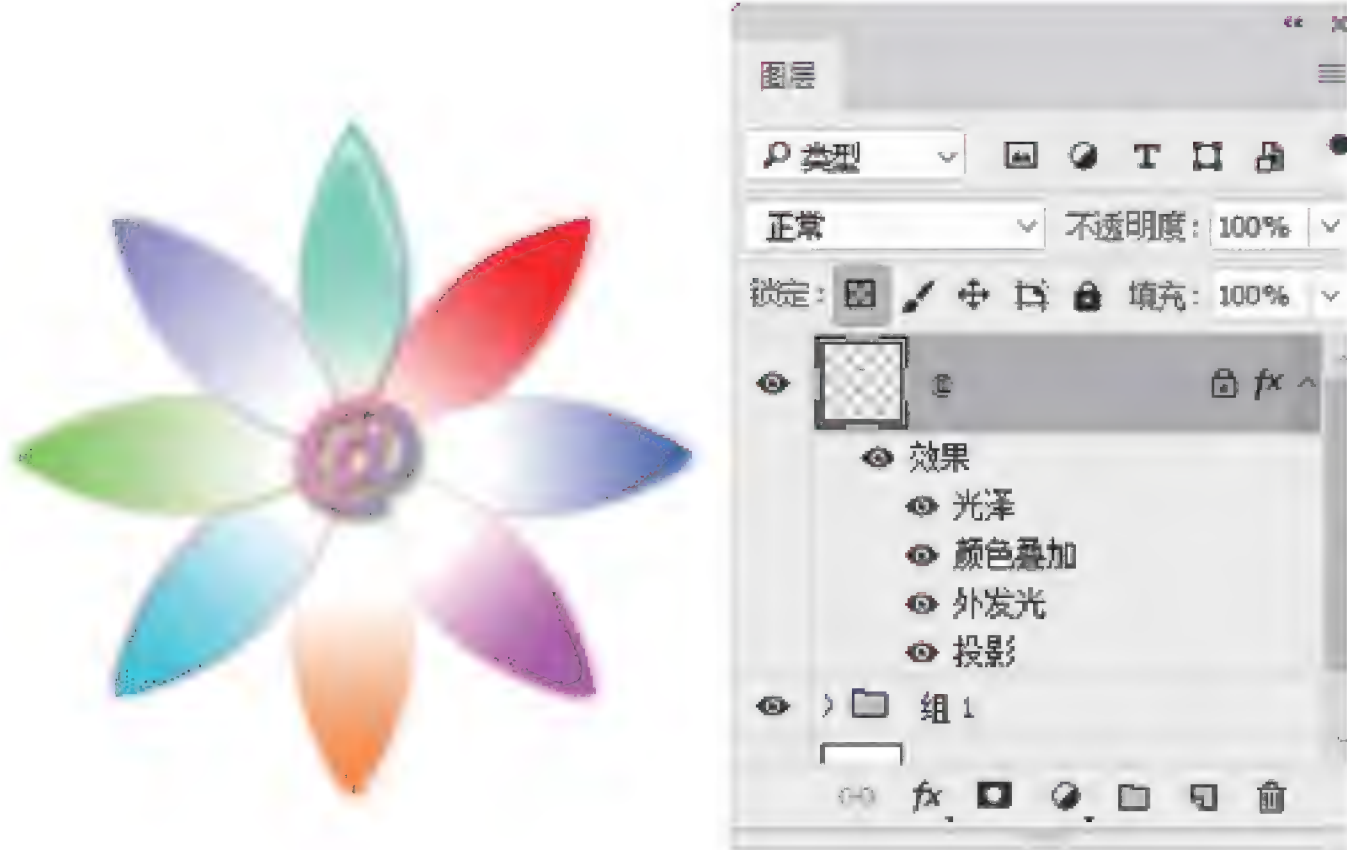 图层
类型
正常 不透明度: 100%
锁定: 填充: 100%
@ fx
效果
光泽
颜色叠加
外发光
投影
组 1
fx